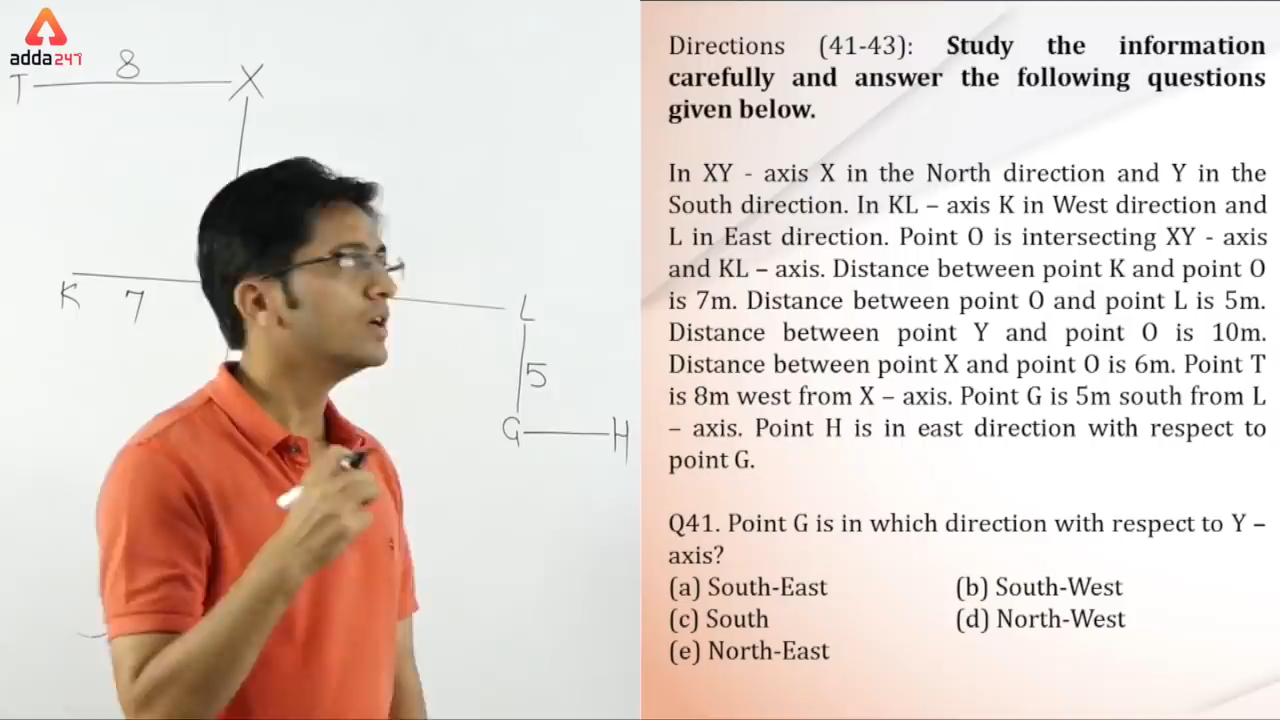 adda247
T 8 X
K 7 L
5
G H
Directions (41-43): Study the information
carefully and answer the following questions
given below.
In XY - axis X in the North direction and Y in the
South direction. In KL – axis K in West direction and
L in East direction. Point O is intersecting XY - axis
and KL – axis. Distance between point K and point O
is 7m. Distance between point O and point L is 5m.
Distance between point Y and point O is 10m.
Distance between point X and point O is 6m. Point T
is 8m west from X – axis. Point G is 5m south from L
– axis. Point H is in east direction with respect to
point G.
Q41. Point G is in which direction with respect to Y –
axis?
(a) South-East (b) South-West
(c) South (d) North-West
(e) North-East